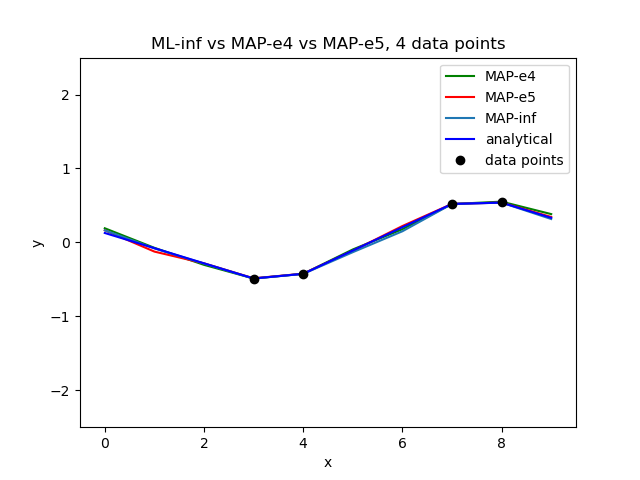 ML-inf vs MAP-e4 vs MAP-e5, 4 data points
MAP-e4
MAP-e5
MAP-inf
analytical
data points
2
1
0
−1
−2
y
0
2
4
6
8
x